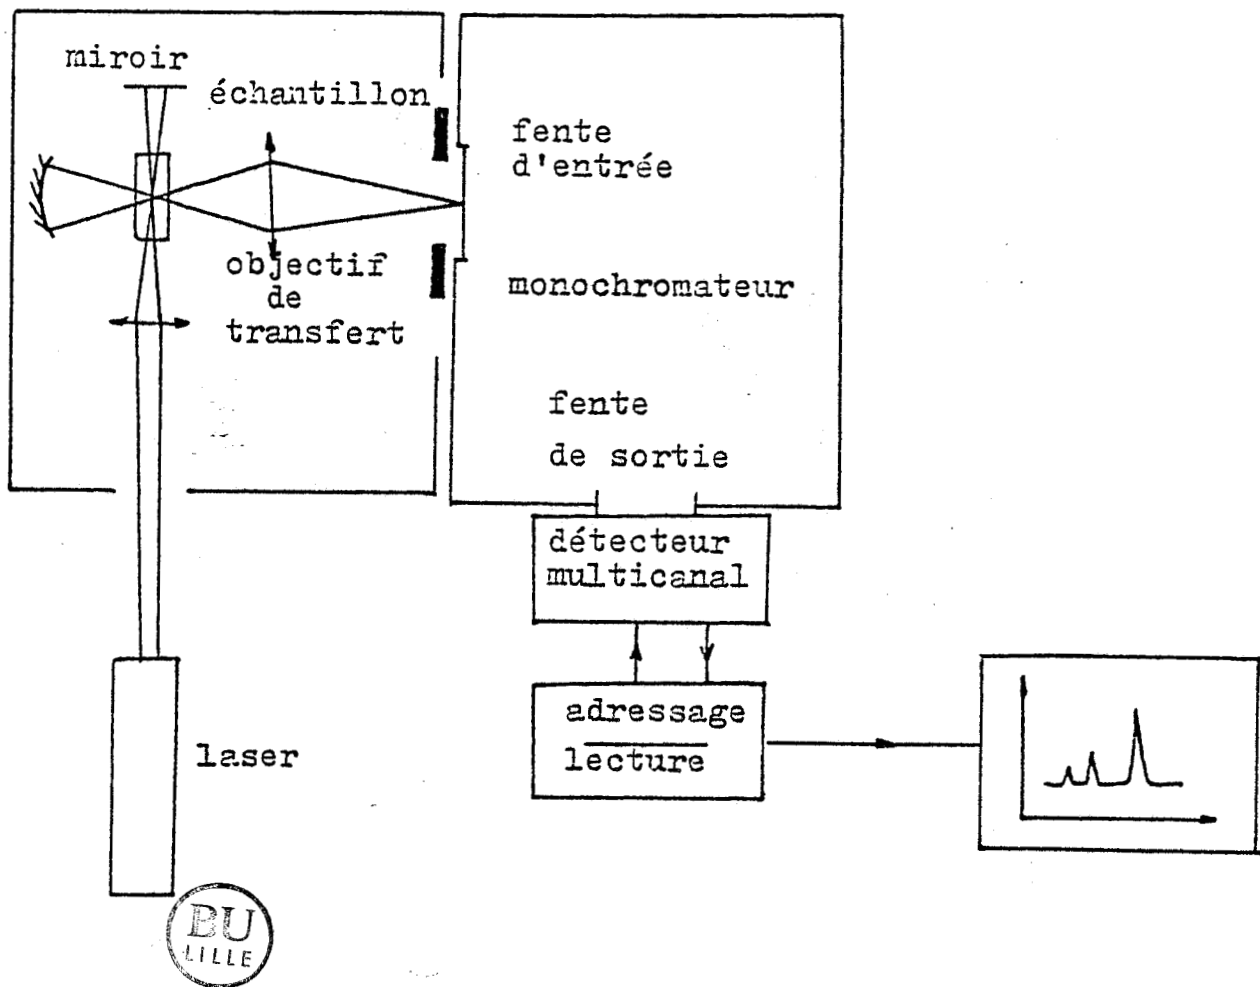 miroir
échantillon
fente
d'entrée
objectif
de
transfert
monochromateur
fente
de sortie
détecteur
multicanal
adressage
lecture
laser
BU
LILLE